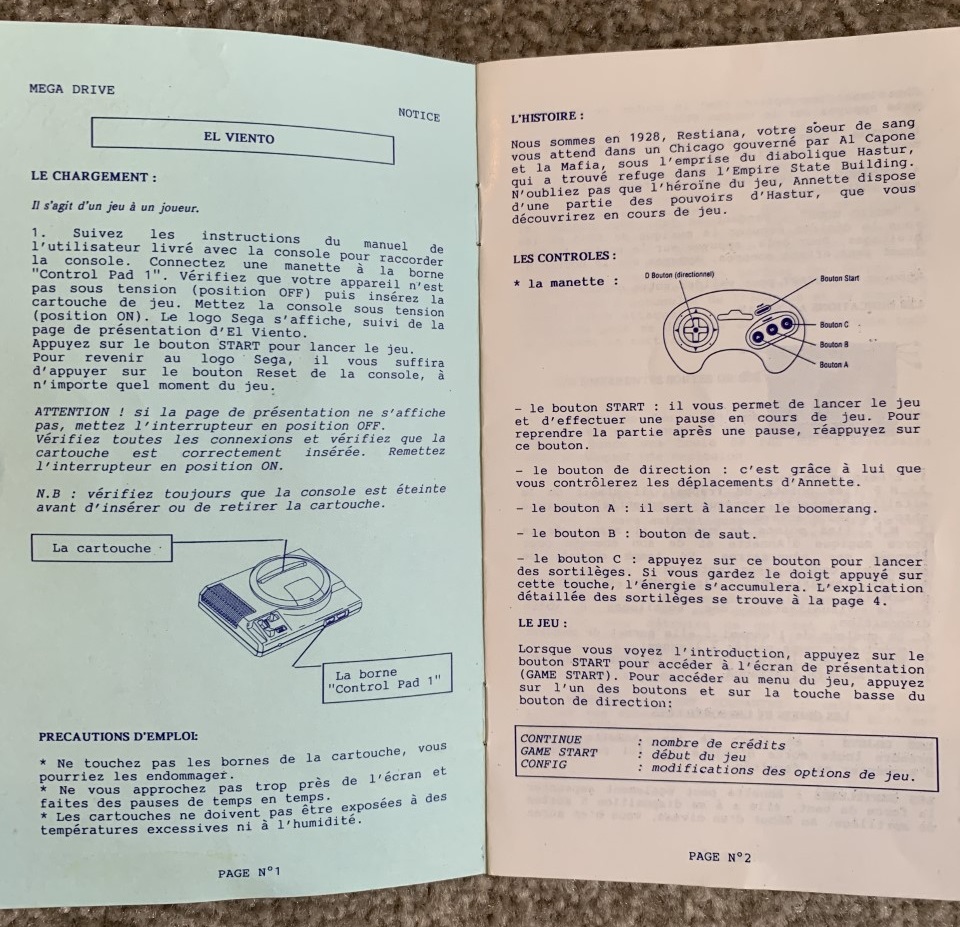 MEGA DRIVE
NOTICE
EL VIENTO
LE CHARGEMENT :
Il s'agit d'un jeu à un joueur.
1. Suivez les instructions du manuel de
l'utilisateur livré avec la console pour raccorder
la console. Connectez une manette à la borne
"Control Pad 1". Vérifiez que votre appareil n'est
pas sous tension (position OFF) puis insérez la
cartouche de jeu. Mettez la console sous tension
(position ON). Le logo Sega s'affiche, suivi de la
page de présentation d'El Viento.
Appuyez sur le bouton START pour lancer le jeu.
Pour revenir au logo Sega, il vous suffira
d'appuyer sur le bouton Reset de la console, à
n'importe quel moment du jeu.
ATTENTION ! si la page de présentation ne s'affiche
pas, mettez l'interrupteur en position OFF.
Vérifiez toutes les connexions et vérifiez que la
cartouche est correctement insérée. Remettez
l'interrupteur en position ON.
N.B : vérifiez toujours que la console est éteinte
avant d'insérer ou de retirer la cartouche.
La cartouche
La borne
"Control Pad 1"
PRECAUTIONS D'EMPLOI:
* Ne touchez pas les bornes de la cartouche, vous
pourriez les endommager.
* Ne vous approchez pas trop près de l'écran et
faites des pauses de temps en temps.
* Les cartouches ne doivent pas être exposées à des
températures excessives ni à l'humidité.
PAGE N°1
L'HISTOIRE :
Nous sommes en 1928, Restiana, votre soeur de sang
vous attend dans un Chicago gouverné par Al Capone
et la Mafia, sous l'emprise du diabolique Hastur,
qui a trouvé refuge dans l'Empire State Building.
N'oubliez pas que l'héroïne du jeu, Annette dispose
d'une partie des pouvoirs d'Hastur, que vous
découvrirez en cours de jeu.
LES CONTROLES :
* la manette :
D Bouton (directionnel)
Bouton Start
Bouton C
Bouton B
Bouton A
- le bouton START : il vous permet de lancer le jeu
et d'effectuer une pause en cours de jeu. Pour
reprendre la partie après une pause, réappuyez sur
ce bouton.
- le bouton de direction : c'est grâce à lui que
vous contrôlerez les déplacements d'Annette.
- le bouton A : il sert à lancer le boomerang.
- le bouton B : bouton de saut.
- le bouton C : appuyez sur ce bouton pour lancer
des sortilèges. Si vous gardez le doigt appuyé sur
cette touche, l'énergie s'accumulera. L'explication
détaillée des sortilèges se trouve à la page 4.
LE JEU :
Lorsque vous voyez l'introduction, appuyez sur le
bouton START pour accéder à l'écran de présentation
(GAME START). Pour accéder au menu du jeu, appuyez
sur l'un des boutons et sur la touche basse du
bouton de direction:
CONTINUE : nombre de crédits
GAME START : début du jeu
CONFIG : modifications des options de jeu.
PAGE N°2